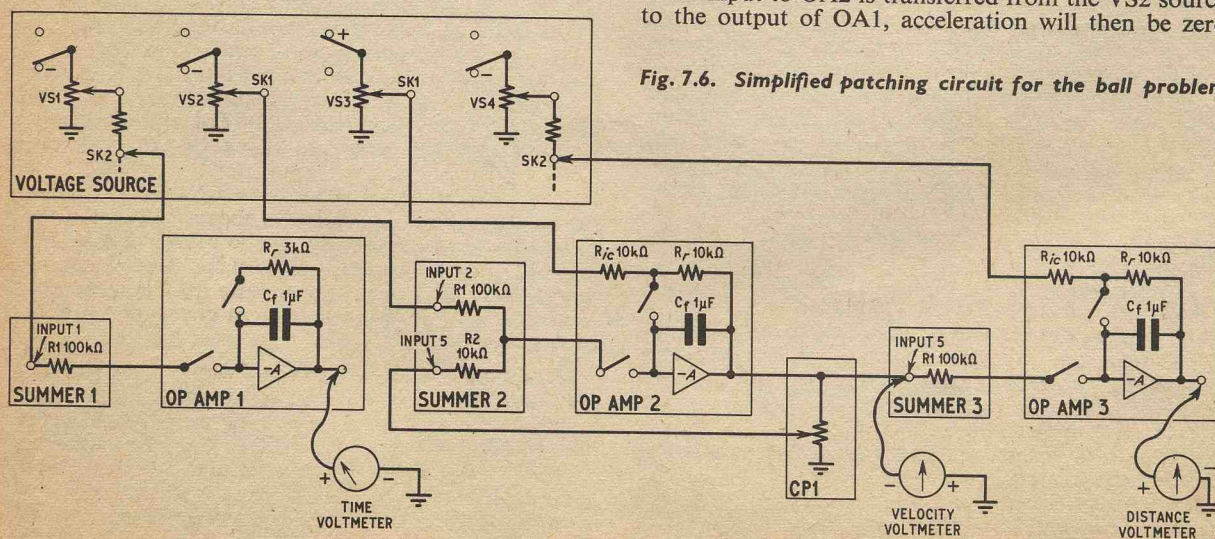 to the output of OA1, acceleration will then be zero
Fig. 7.6. Simplified patching circuit for the ball problem
+
VS1
SK2
VS2
SK1
VS3
SK1
VS4
SK2
VOLTAGE SOURCE
INPUT 1
R1 100kΩ
SUMMER 1
Rr 3kΩ
Cf 1μF
-A
OP AMP 1
+
-
TIME
VOLTMETER
INPUT 2
R1 100kΩ
INPUT 5
R2
10kΩ
SUMMER 2
Ric 10kΩ
Rr 10kΩ
Cf 1μF
-A
OP AMP 2
CP1
INPUT 5
R1 100kΩ
SUMMER 3
-
+
VELOCITY
VOLTMETER
Ric 10kΩ
Rr 10kΩ
Cf 1μF
-A
OP AMP 3
+
-
DISTANCE
VOLTMETER